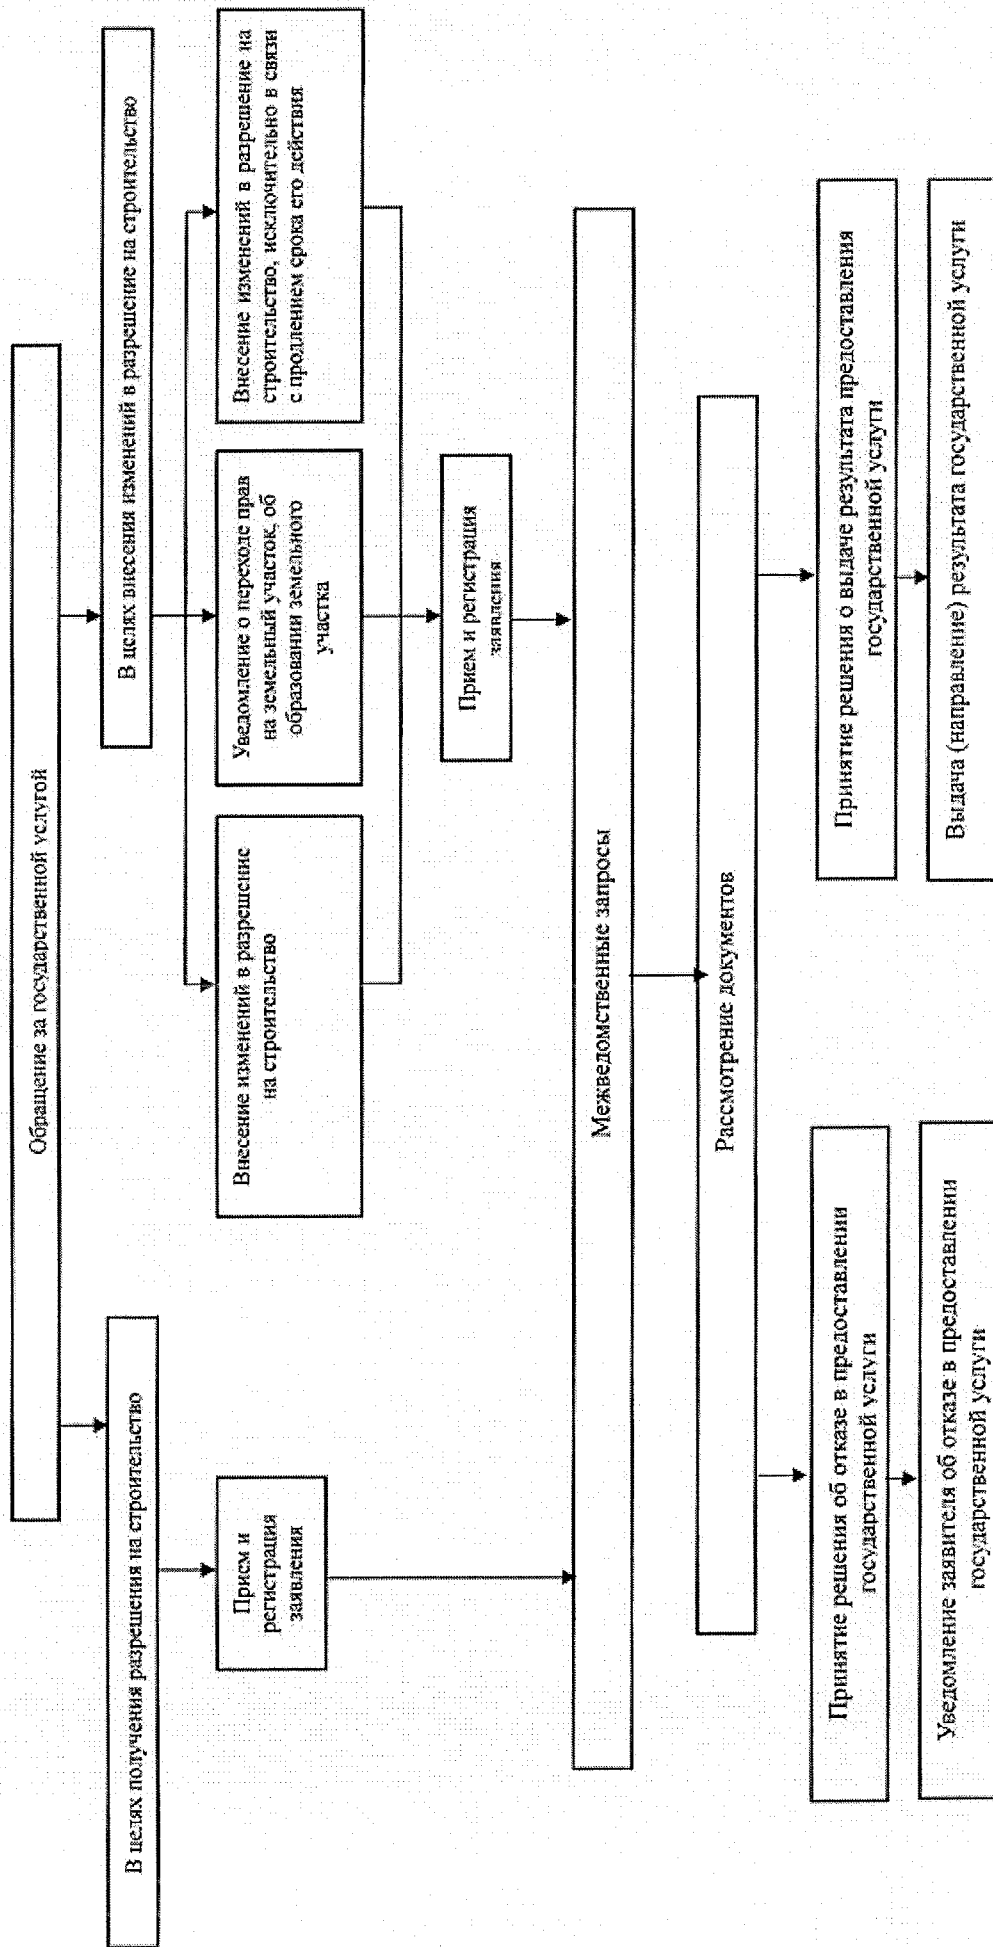 Обращение за государственной услугой
В целях получения разрешения на строительство
В целях внесения изменений в разрешение на строительство
Прием и
регистрация
заявления
Внесение изменений в разрешение
на строительство
Уведомление о переходе прав
на земельный участок, об
образовании земельного
участка
Внесение изменений в разрешение на
строительство, исключительно в связи
с продлением срока его действия
Прием и регистрация
заявления
Межведомственные запросы
Рассмотрение документов
Принятие решения об отказе в предоставлении
государственной услуги
Принятие решения о выдаче результата предоставления
государственной услуги
Уведомление заявителя об отказе в предоставлении
государственной услуги
Выдача (направление) результата государственной услуги